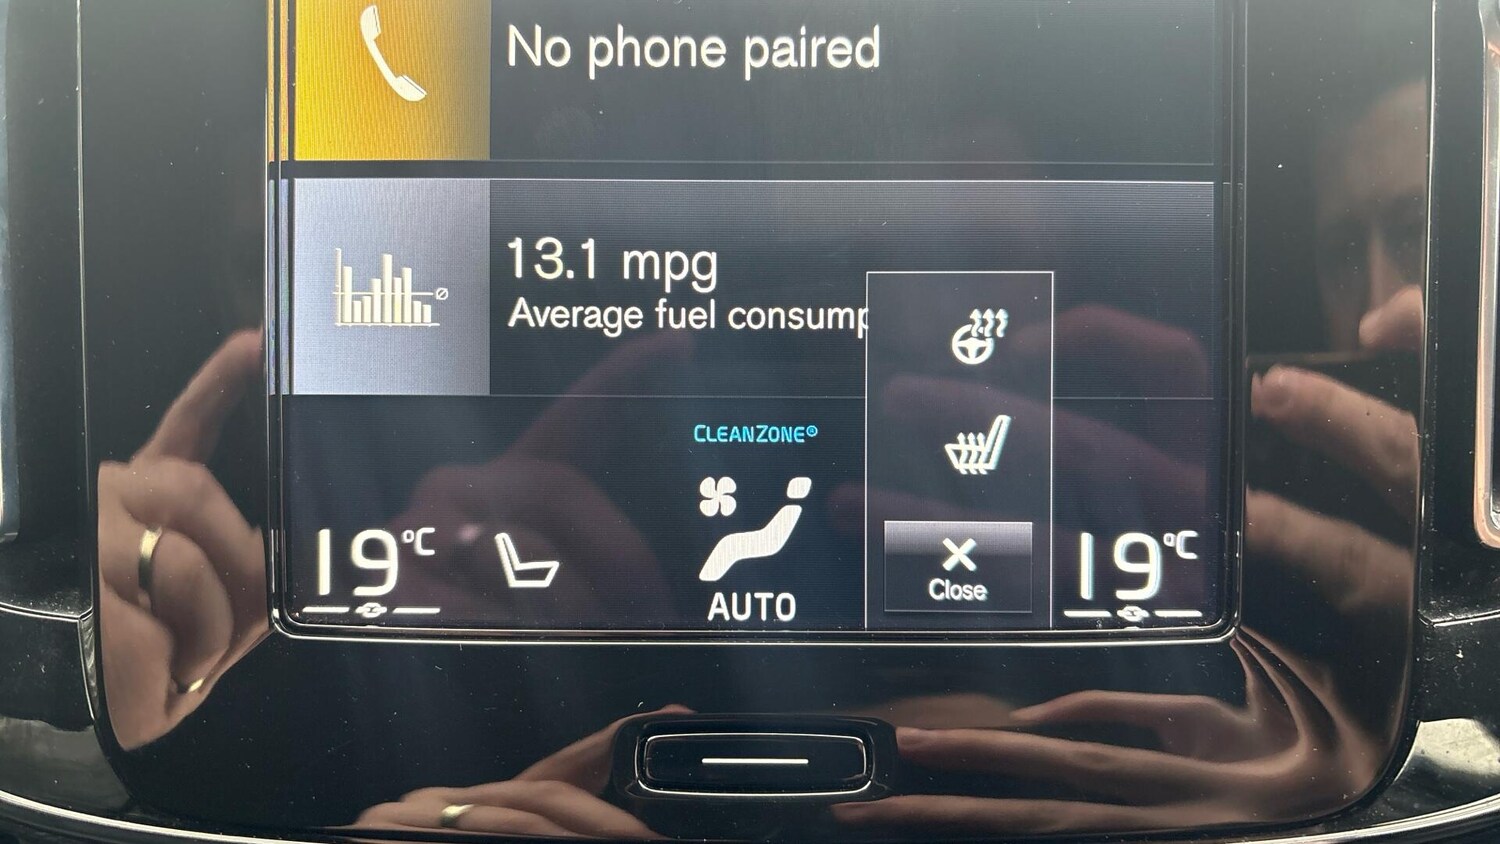 No phone paired
13.1 mpg
Average fuel consump
CLEANZONE®
19°C
AUTO
Close
19°C